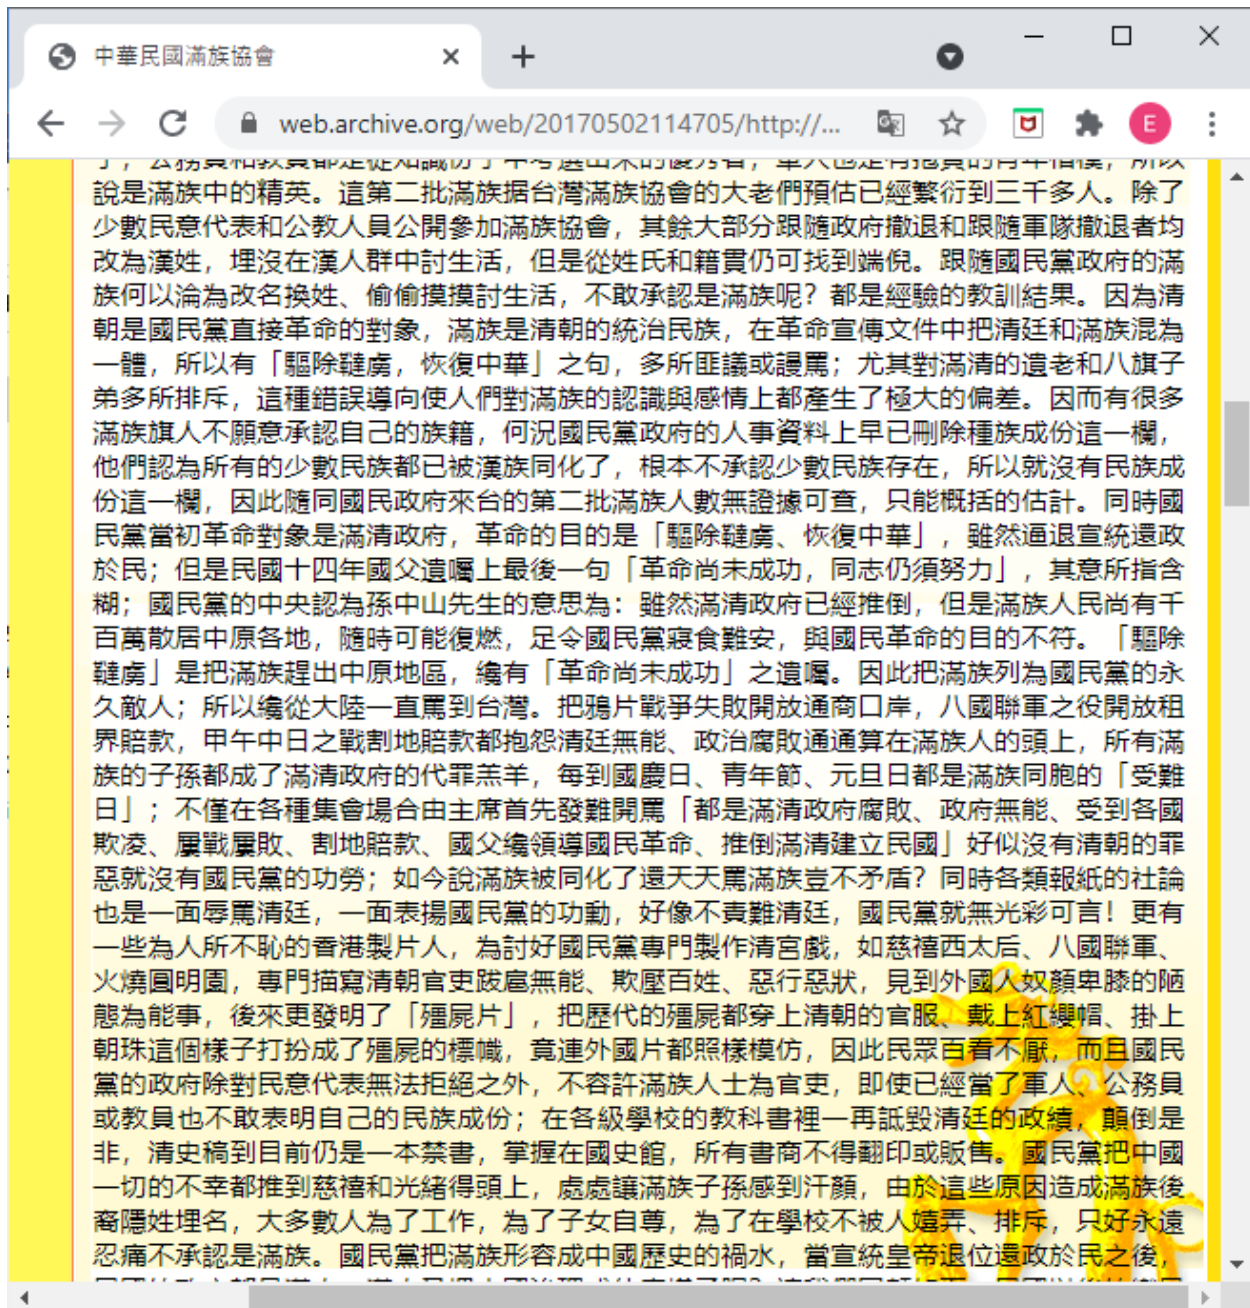 中華民國滿族協會
web.archive.org/web/20170502114705/http://...
E
子，公務員和教員都是從知識份子中考選出來的優秀者，軍人也是有抱負的青年楷模，所以
說是滿族中的精英。這第二批滿族据台灣滿族協會的大老們預估已經繁衍到三千多人。除了
少數民意代表和公教人員公開參加滿族協會，其餘大部分跟隨政府撤退和跟隨軍隊撤退者均
改為漢姓，埋沒在漢人群中討生活，但是從姓氏和籍貫仍可找到端倪。跟隨國民黨政府的滿
族何以淪為改名換姓、偷偷摸摸討生活，不敢承認是滿族呢？都是經驗的教訓結果。因為清
朝是國民黨直接革命的對象，滿族是清朝的統治民族，在革命宣傳文件中把清廷和滿族混為
一體，所以有「驅除韃虜，恢復中華」之句，多所匪議或謾罵；尤其對滿清的遺老和八旗子
弟多所排斥，這種錯誤導向使人們對滿族的認識與感情上都產生了極大的偏差。因而有很多
滿族旗人不願意承認自己的族籍，何況國民黨政府的人事資料上早已刪除種族成份這一欄，
他們認為所有的少數民族都已被漢族同化了，根本不承認少數民族存在，所以就沒有民族成
份這一欄，因此隨同國民政府來台的第二批滿族人數無證據可查，只能概括的估計。同時國
民黨當初革命對象是滿清政府，革命的目的是「驅除韃虜、恢復中華」，雖然逼退宣統還政
於民；但是民國十四年國父遺囑上最後一句「革命尚未成功，同志仍須努力」，其意所指含
糊；國民黨的中央認為孫中山先生的意思為：雖然滿清政府已經推倒，但是滿族人民尚有千
百萬散居中原各地，隨時可能復燃，足令國民黨寢食難安，與國民革命的目的不符。「驅除
韃虜」是把滿族趕出中原地區，纔有「革命尚未成功」之遺囑。因此把滿族列為國民黨的永
久敵人；所以纔從大陸一直罵到台灣。把鴉片戰爭失敗開放通商口岸，八國聯軍之役開放租
界賠款，甲午中日之戰割地賠款都抱怨清廷無能、政治腐敗通通算在滿族人的頭上，所有滿
族的子孫都成了滿清政府的代罪羔羊，每到國慶日、青年節、元旦日都是滿族同胞的「受難
日」；不僅在各種集會場合由主席首先發難開罵「都是滿清政府腐敗、政府無能、受到各國
欺凌、屢戰屢敗、割地賠款、國父纔領導國民革命、推倒滿清建立民國」好似沒有清朝的罪
惡就沒有國民黨的功勞；如今說滿族被同化了還天天罵滿族豈不矛盾？同時各類報紙的社論
也是一面辱罵清廷，一面表揚國民黨的功勳，好像不責難清廷，國民黨就無光彩可言！更有
一些為人所不恥的香港製片人，為討好國民黨專門製作清宮戲，如慈禧西太后、八國聯軍、
火燒圓明園，專門描寫清朝官吏跋扈無能、欺壓百姓、惡行惡狀，見到外國人奴顏卑膝的陋
態為能事，後來更發明了「殭屍片」，把歷代的殭屍都穿上清朝的官服、戴上紅纓帽、掛上
朝珠這個樣子打扮成了殭屍的標幟，竟連外國片都照樣模仿，因此民眾百看不厭，而且國民
黨的政府除對民意代表無法拒絕之外，不容許滿族人士為官吏，即使已經當了軍人、公務員
或教員也不敢表明自己的民族成份；在各級學校的教科書裡一再詆毀清廷的政績，顛倒是
非，清史稿到目前仍是一本禁書，掌握在國史館，所有書商不得翻印或販售。國民黨把中國
一切的不幸都推到慈禧和光緒得頭上，處處讓滿族子孫感到汗顏，由於這些原因造成滿族後
裔隱姓埋名，大多數人為了工作，為了子女自尊，為了在學校不被人嬉弄、排斥，只好永遠
忍痛不承認是滿族。國民黨把滿族形容成中國歷史的禍水，當宣統皇帝退位還政於民之後，